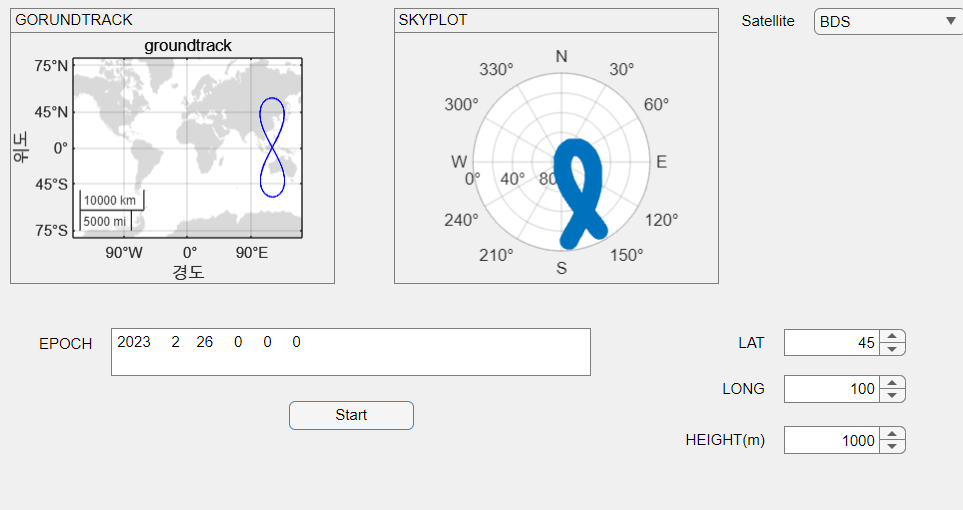 GORUNDTRACK
groundtrack
75°N
45°N
0°
45°S
75°S
위도
10000 km
5000 mi
90°W 0° 90°E
경도
SKYPLOT
N
330° 30°
300° 60°
W E
0° 40° 80
240° 120°
210° 150°
S
Satellite BDS
EPOCH 2023 2 26 0 0 0
Start
LAT 45
LONG 100
HEIGHT(m) 1000